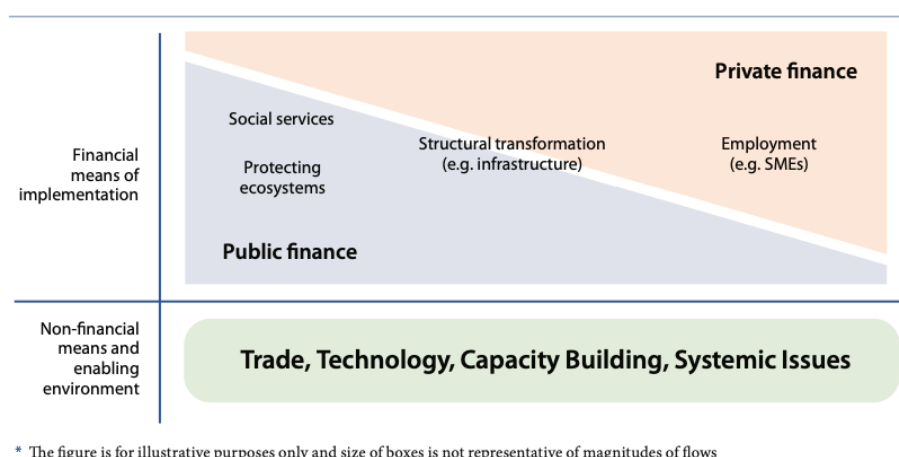 Private finance
Social services
Structural transformation
(e.g. infrastructure)
Employment
(e.g. SMEs)
Financial
means of
implementation
Protecting
ecosystems
Public finance
Non-financial
means and
enabling
environment
Trade, Technology, Capacity Building, Systemic Issues
* The figure is for illustrative purposes only and size of boxes is not representative of magnitudes of flows